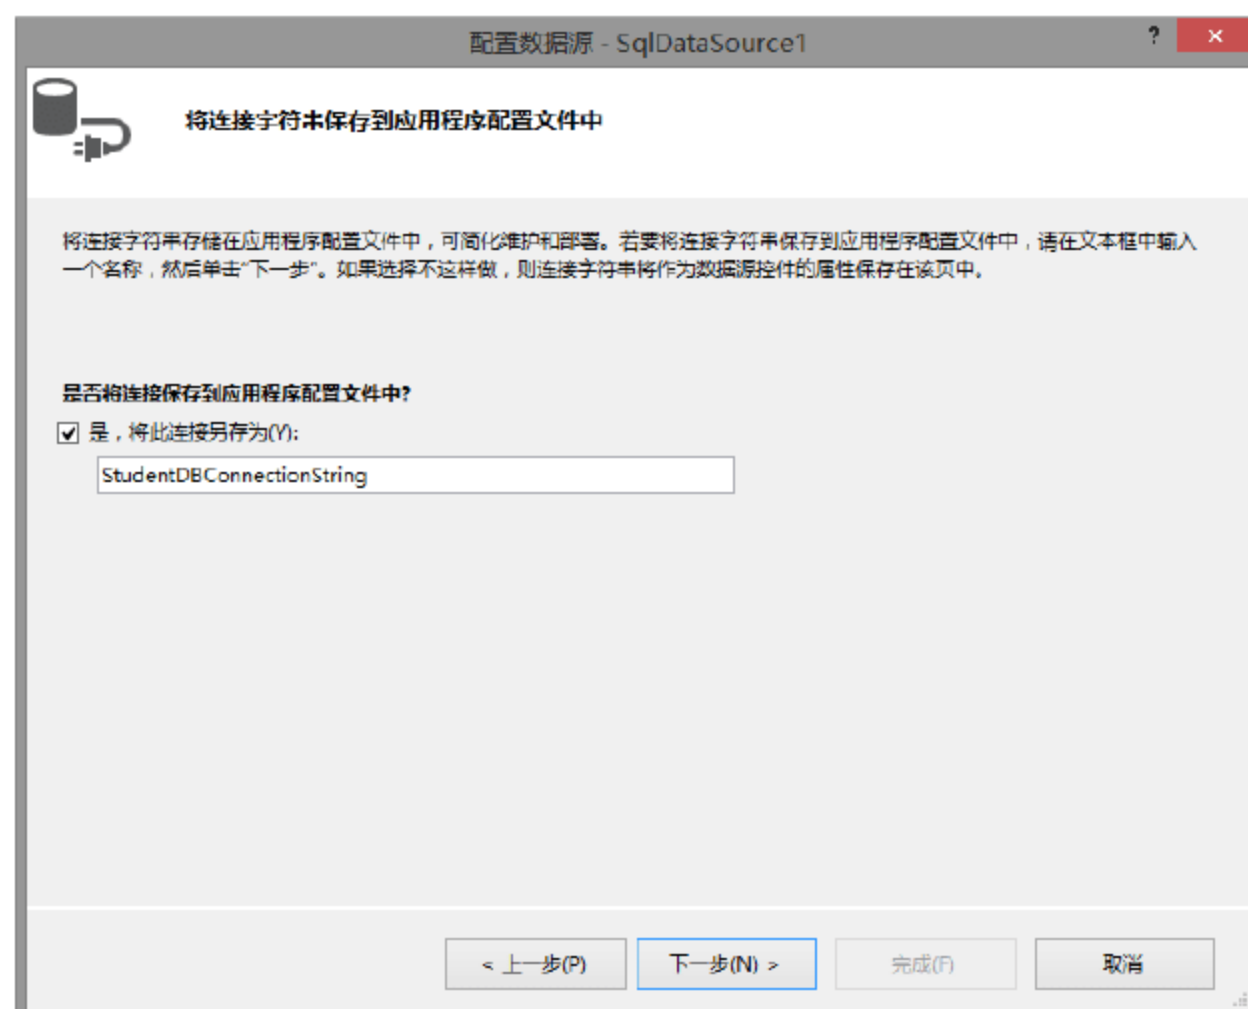 配置数据源 - SqlDataSource1
?
×
将连接字符串保存到应用程序配置文件中
将连接字符串存储在应用程序配置文件中，可简化维护和部署。若要将连接字符串保存到应用程序配置文件中，请在文本框中输入
一个名称，然后单击“下一步”。如果选择不这样做，则连接字符串将作为数据源控件的属性保存在该页中。
是否将连接保存到应用程序配置文件中?
是，将此连接另存为(Y):
StudentDBConnectionString
< 上一步(P)
下一步(N) >
完成(F)
取消